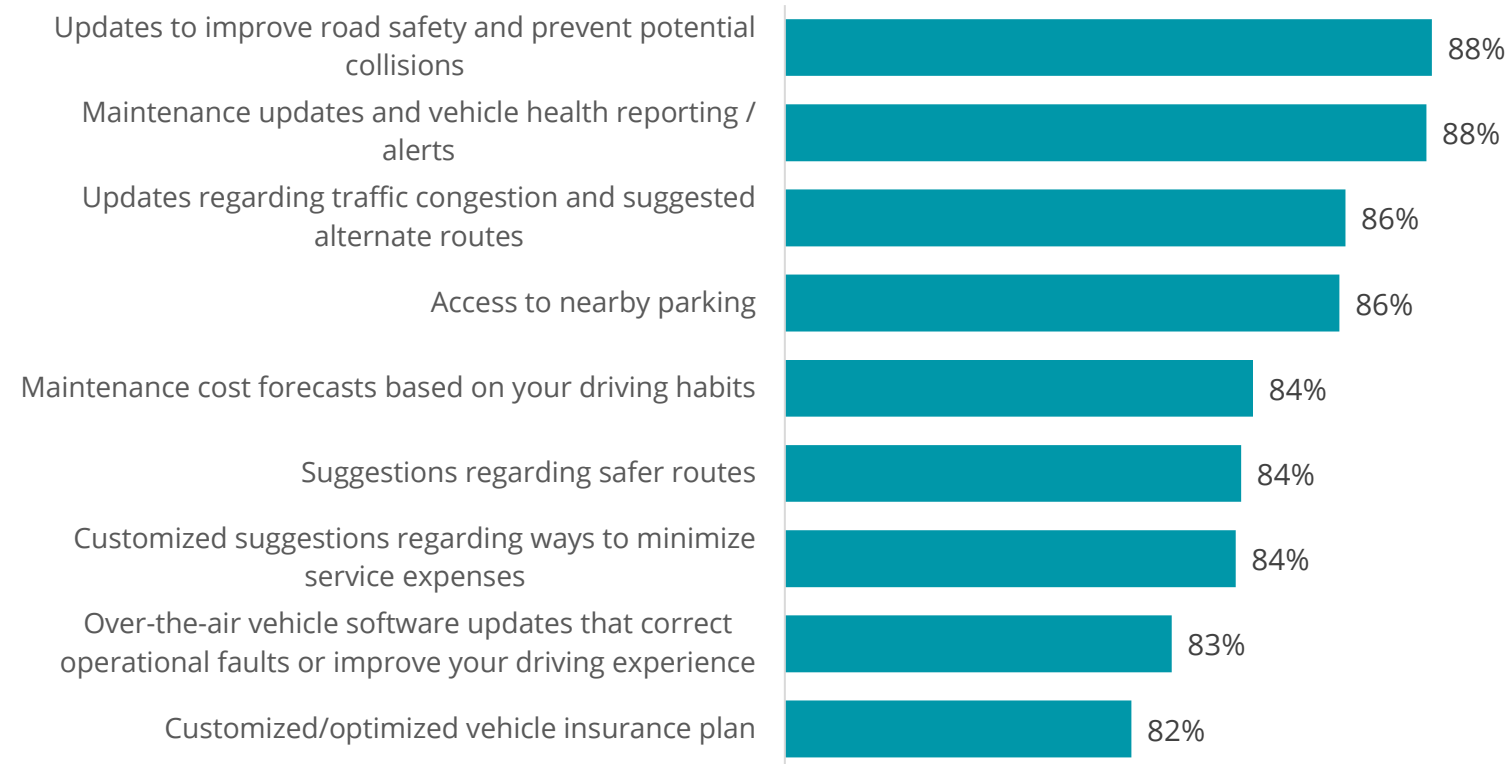 Updates to improve road safety and prevent potential
collisions
88%
Maintenance updates and vehicle health reporting /
alerts
88%
Updates regarding traffic congestion and suggested
alternate routes
86%
Access to nearby parking
86%
Maintenance cost forecasts based on your driving habits
84%
Suggestions regarding safer routes
84%
Customized suggestions regarding ways to minimize
service expenses
84%
Over-the-air vehicle software updates that correct
operational faults or improve your driving experience
83%
Customized/optimized vehicle insurance plan
82%